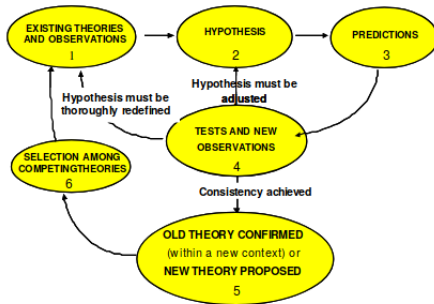 EXISTING THEORIES
AND OBSERVATIONS
1
HYPOTHESIS
2
PREDICTIONS
3
Hypothesis must be
adjusted
Hypothesis must be
thoroughly redefined
TESTS AND NEW
OBSERVATIONS
4
SELECTION AMONG
COMPETINGTHEORIES
6
Consistency achieved
OLD THEORY CONFIRMED
(within a new context) or
NEW THEORY PROPOSED
5